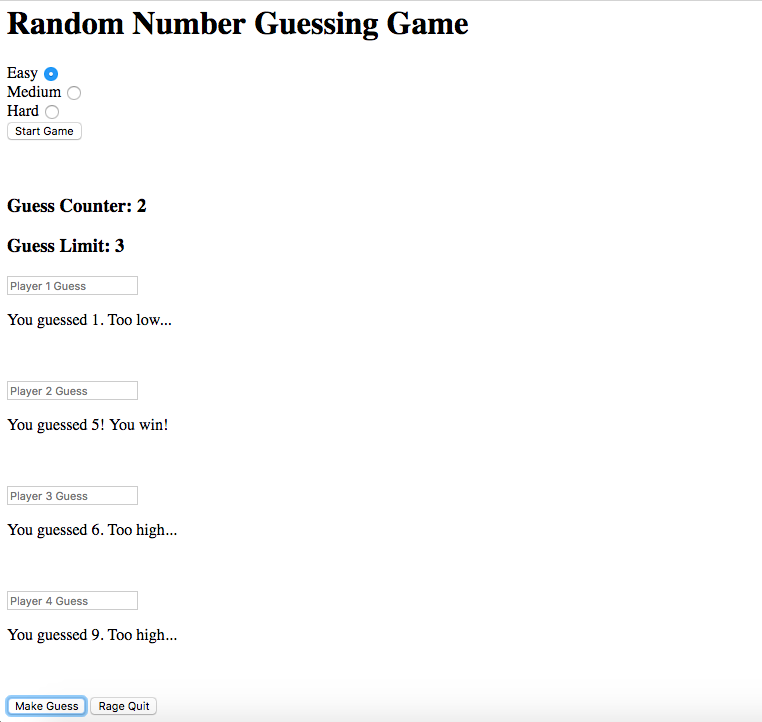 Random Number Guessing Game
Easy
Medium
Hard
Start Game
Guess Counter: 2
Guess Limit: 3
Player 1 Guess
You guessed 1. Too low...
Player 2 Guess
You guessed 5! You win!
Player 3 Guess
You guessed 6. Too high...
Player 4 Guess
You guessed 9. Too high...
Make Guess Rage Quit